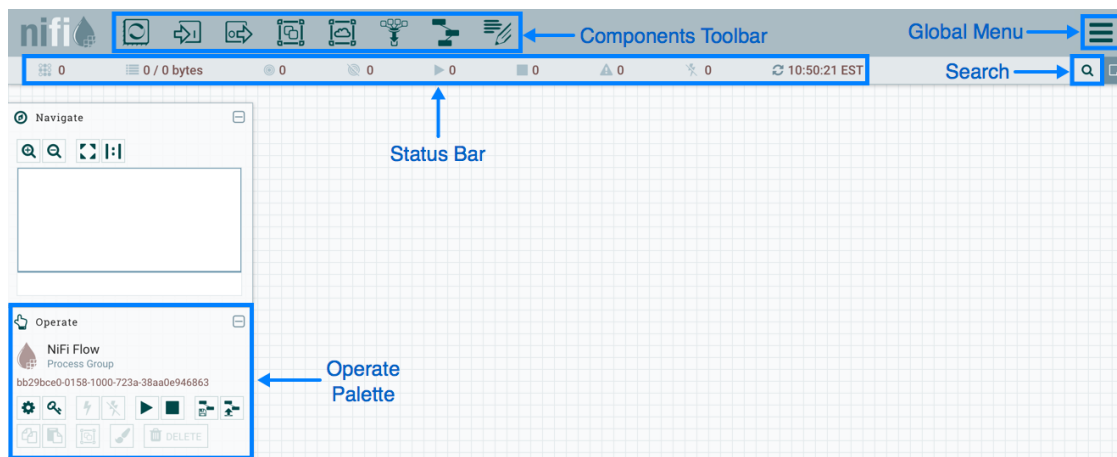 nifi
Components Toolbar
Global Menu
0
0 / 0 bytes
0
0
0
0
0
0
10:50:21 EST
Search
Navigate
Status Bar
Operate
NiFi Flow
Process Group
bb29bce0-0158-1000-723a-38aa0e946863
DELETE
Operate
Palette